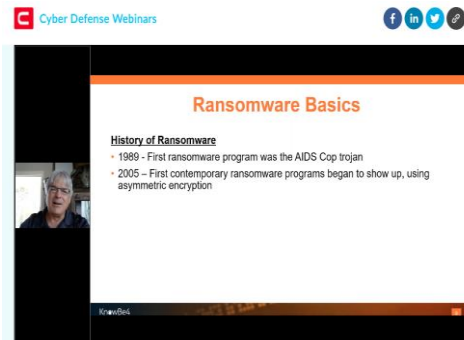 Cyber Defense Webinars
Ransomware Basics
History of Ransomware
• 1989 - First ransomware program was the AIDS Cop trojan
• 2005 – First contemporary ransomware programs began to show up, using
asymmetric encryption
KnowBe4